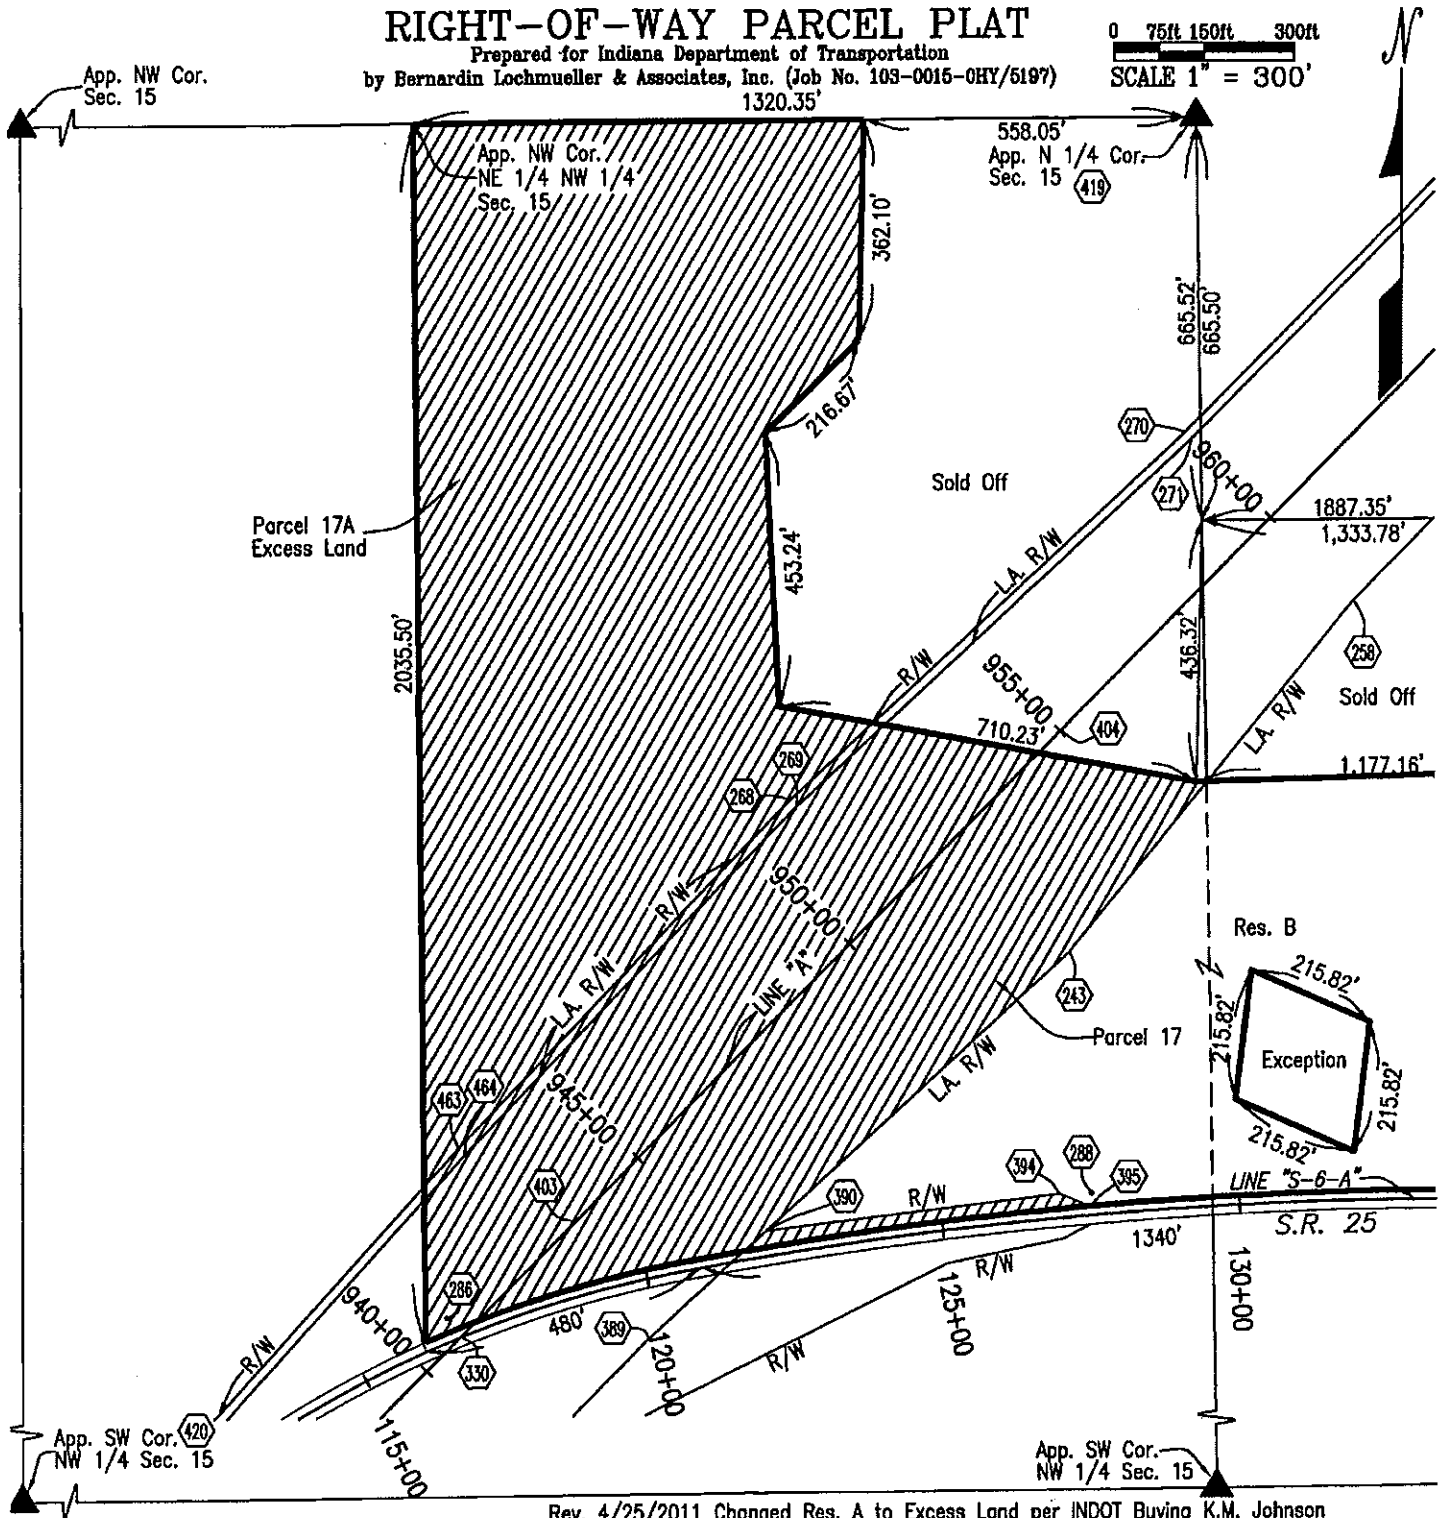 RIGHT-OF-WAY PARCEL PLAT
Prepared for Indiana Department of Transportation
by Bernardin Lochmueller & Associates, Inc. (Job No. 103-0015-0HY/5197)
0 75ft 150ft 300ft
SCALE 1" = 300'
N
App. NW Cor.
Sec. 15
1320.35'
558.05'
App. NW Cor.
NE 1/4 NW 1/4
Sec. 15
App. N 1/4 Cor.
Sec. 15
419
362.10'
665.52'
665.50'
216.67'
270
960+00
271
Sold Off
1887.35'
1,333.78'
Parcel 17A
Excess Land
453.24'
L.A. R/W
2035.50'
436.32'
258
R/W
955+00
Sold Off
L.A. R/W
404
710.23'
1,177.16'
269
268
950+00
R/W
Res. B
LINE "A"
L.A. R/W
215.82'
243
215.82'
Parcel 17
Exception
L.A. R/W
464
463
945+00
215.82'
215.82'
288
394
395
LINE "S-6-A"
403
390
R/W
S.R. 25
1340'
R/W
286
940+00
480'
389
130+00
125+00
R/W
R/W
330
120+00
420
App. SW Cor.
NW 1/4 Sec. 15
115+00
App. SW Cor.
NW 1/4 Sec. 15
Rev. 4/25/2011 Changed Res. A to Excess Land per INDOT Buying K.M. Johnson